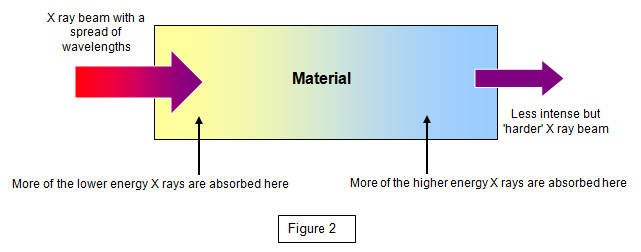 X ray beam with a
spread of
wavelengths
Material
Less intense but
'harder' X ray beam
More of the lower energy X rays are absorbed here
More of the higher energy X rays are absorbed here
Figure 2